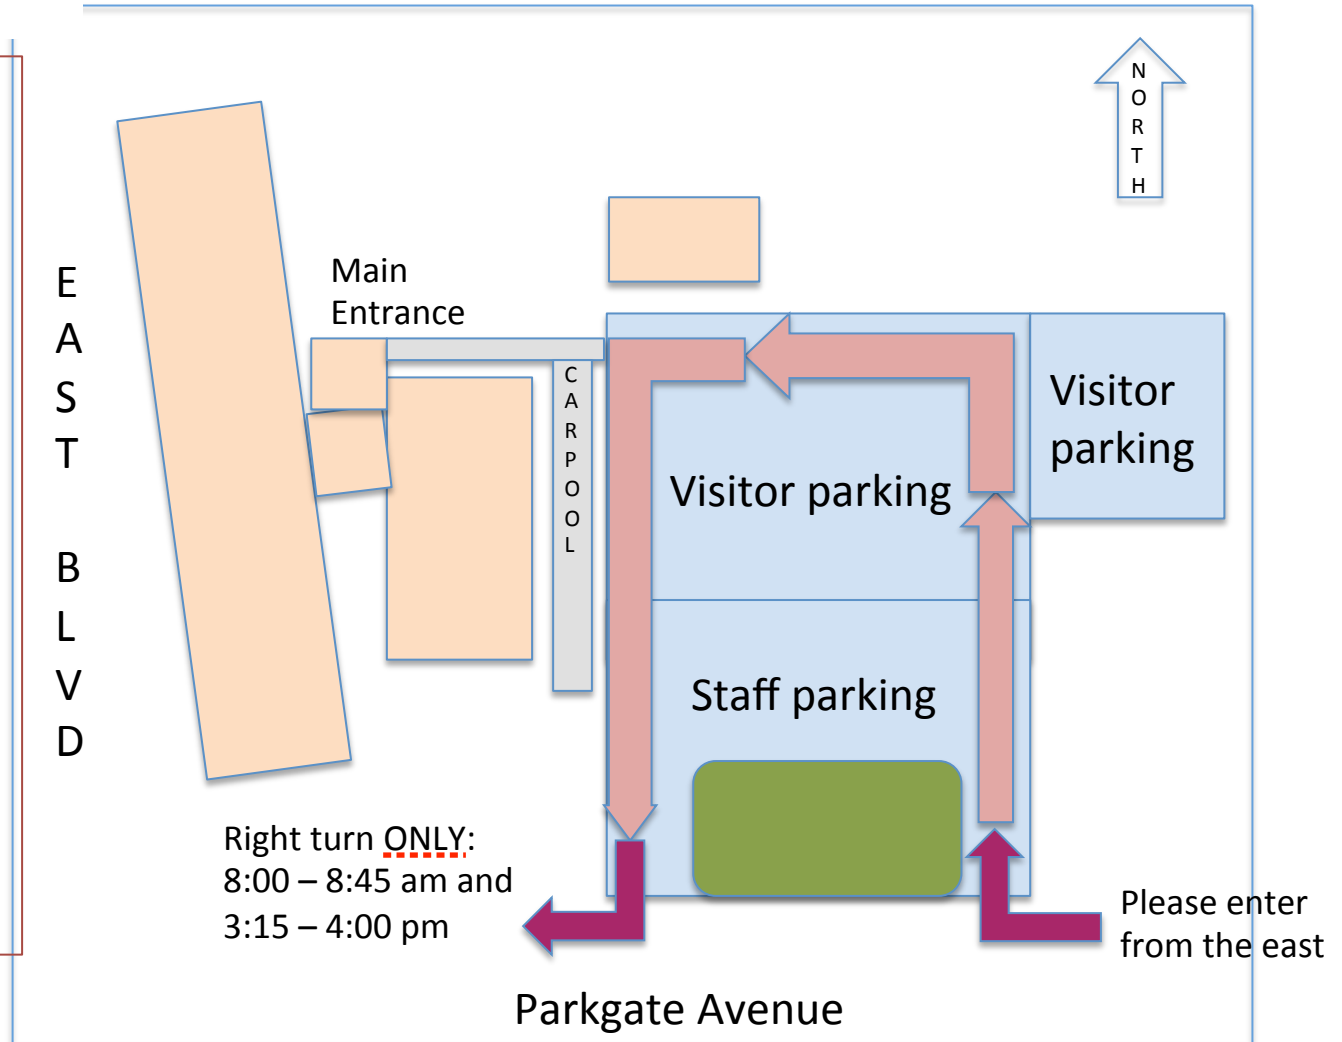 NORTH
EAST BLVD
Main
Entrance
CARPOOL
Visitor
parking
Visitor parking
Staff parking
Right turn ONLY:
8:00 – 8:45 am and
3:15 – 4:00 pm
Please enter
from the east
Parkgate Avenue